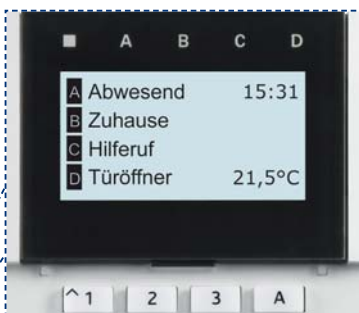 ■ A B C D
A Abwesend 15:31
B Zuhause
C Hilferuf
D Türöffner 21,5°C
^1 2 3 A